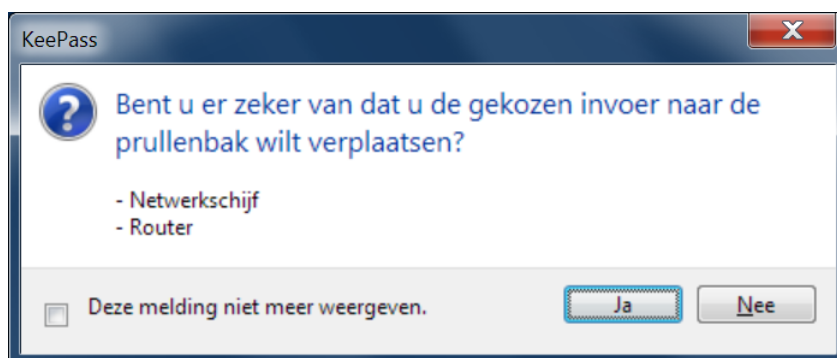 KeePass
Bent u er zeker van dat u de gekozen invoer naar de
prullenbak wilt verplaatsen?
- Netwerkschijf
- Router
Deze melding niet meer weergeven.
Ja
Nee